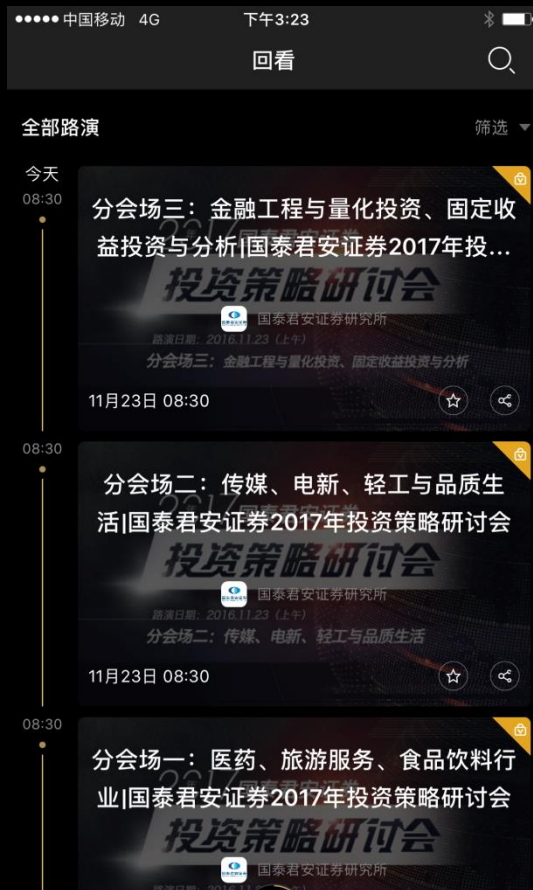 中国移动 4G 下午3:23
回看
全部路演 筛选
今天
08:30
分会场三：金融工程与量化投资、固定收
益投资与分析|国泰君安证券2017年投...
投资策略研讨会
国泰君安证券研究所
路演日期：2016.11.23（上午）
分会场三：金融工程与量化投资、固定收益投资与分析
11月23日 08:30
08:30
分会场二：传媒、电新、轻工与品质生
活|国泰君安证券2017年投资策略研讨会
投资策略研讨会
国泰君安证券研究所
路演日期：2016.11.23（上午）
分会场二：传媒、电新、轻工与品质生活
11月23日 08:30
08:30
分会场一：医药、旅游服务、食品饮料行
业|国泰君安证券2017年投资策略研讨会
投资策略研讨会
国泰君安证券研究所